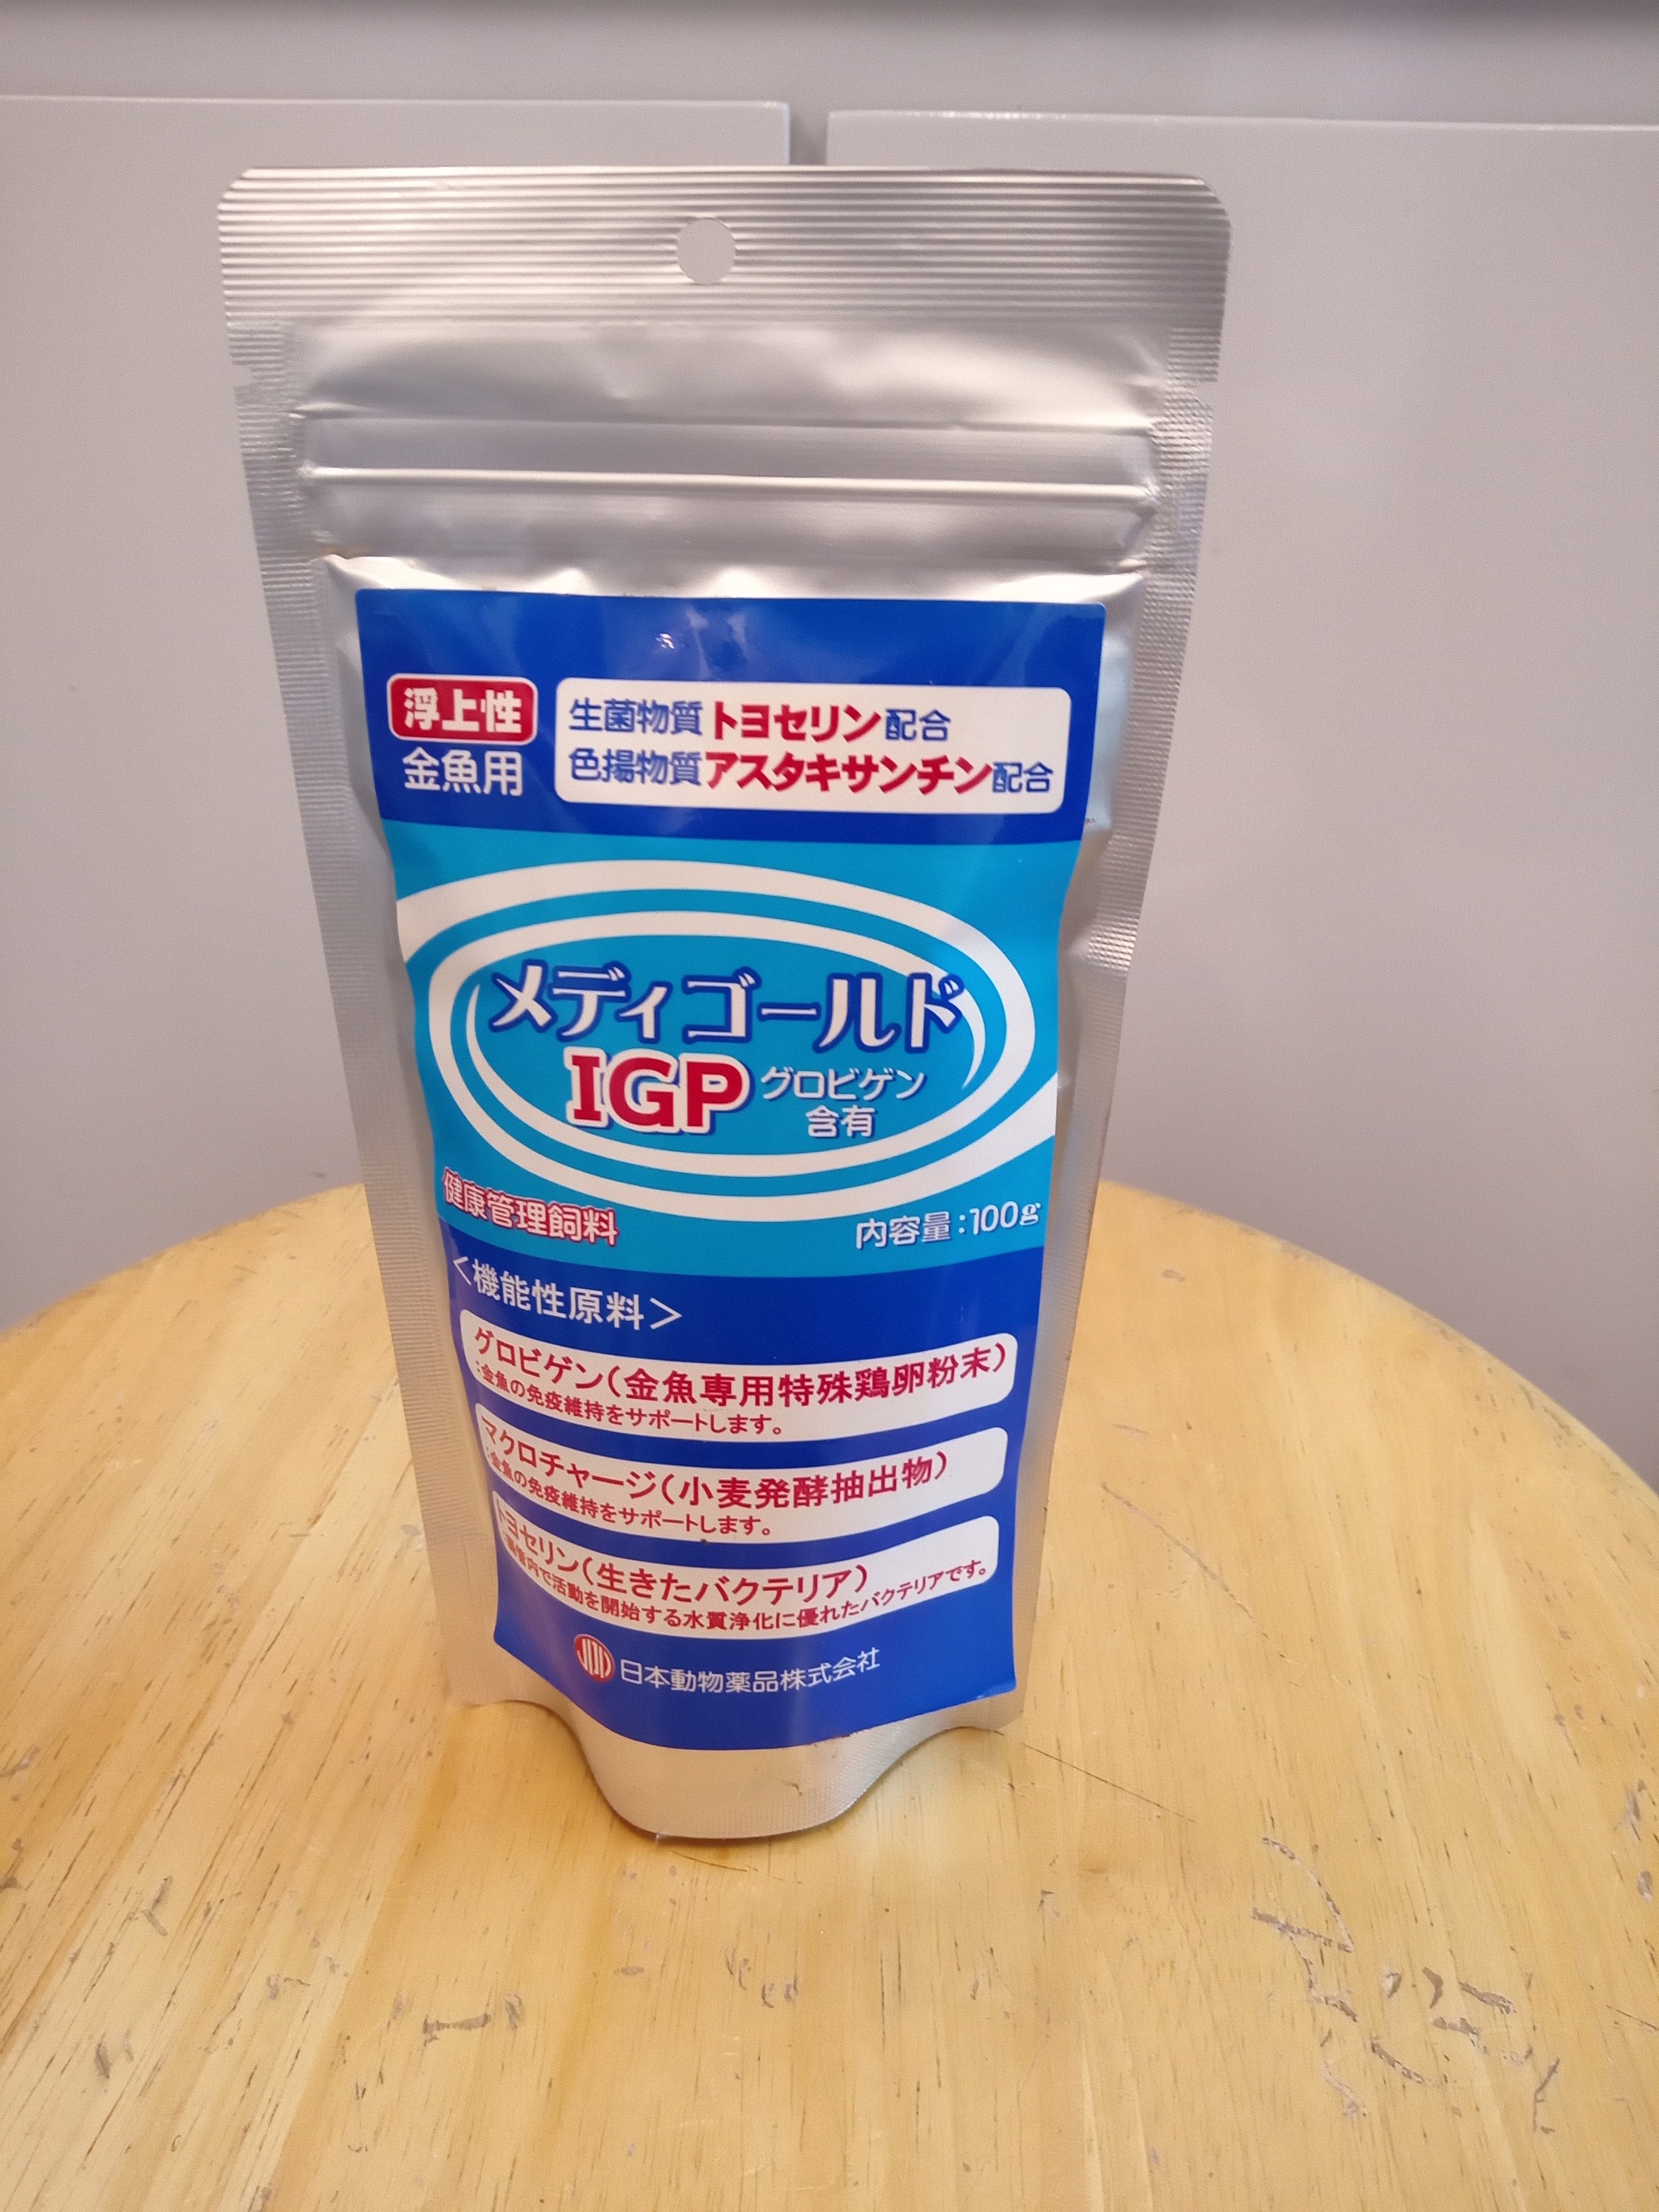 浮上性
金魚用
生菌物質トヨセリン配合
色揚物質アスタキサンチン配合
メディゴールド
IGP グロビゲン
含有
健康管理飼料
内容量:100g
<機能性原料>
グロビゲン(金魚専用特殊鶏卵粉末)
:金魚の免疫維持をサポートします。
マクロチャージ(小麦発酵抽出物)
:金魚の免疫維持をサポートします。
トヨセリン(生きたバクテリア)
内で活動を開始する水質浄化に優れたバクテリアです。
日本動物薬品株式会社